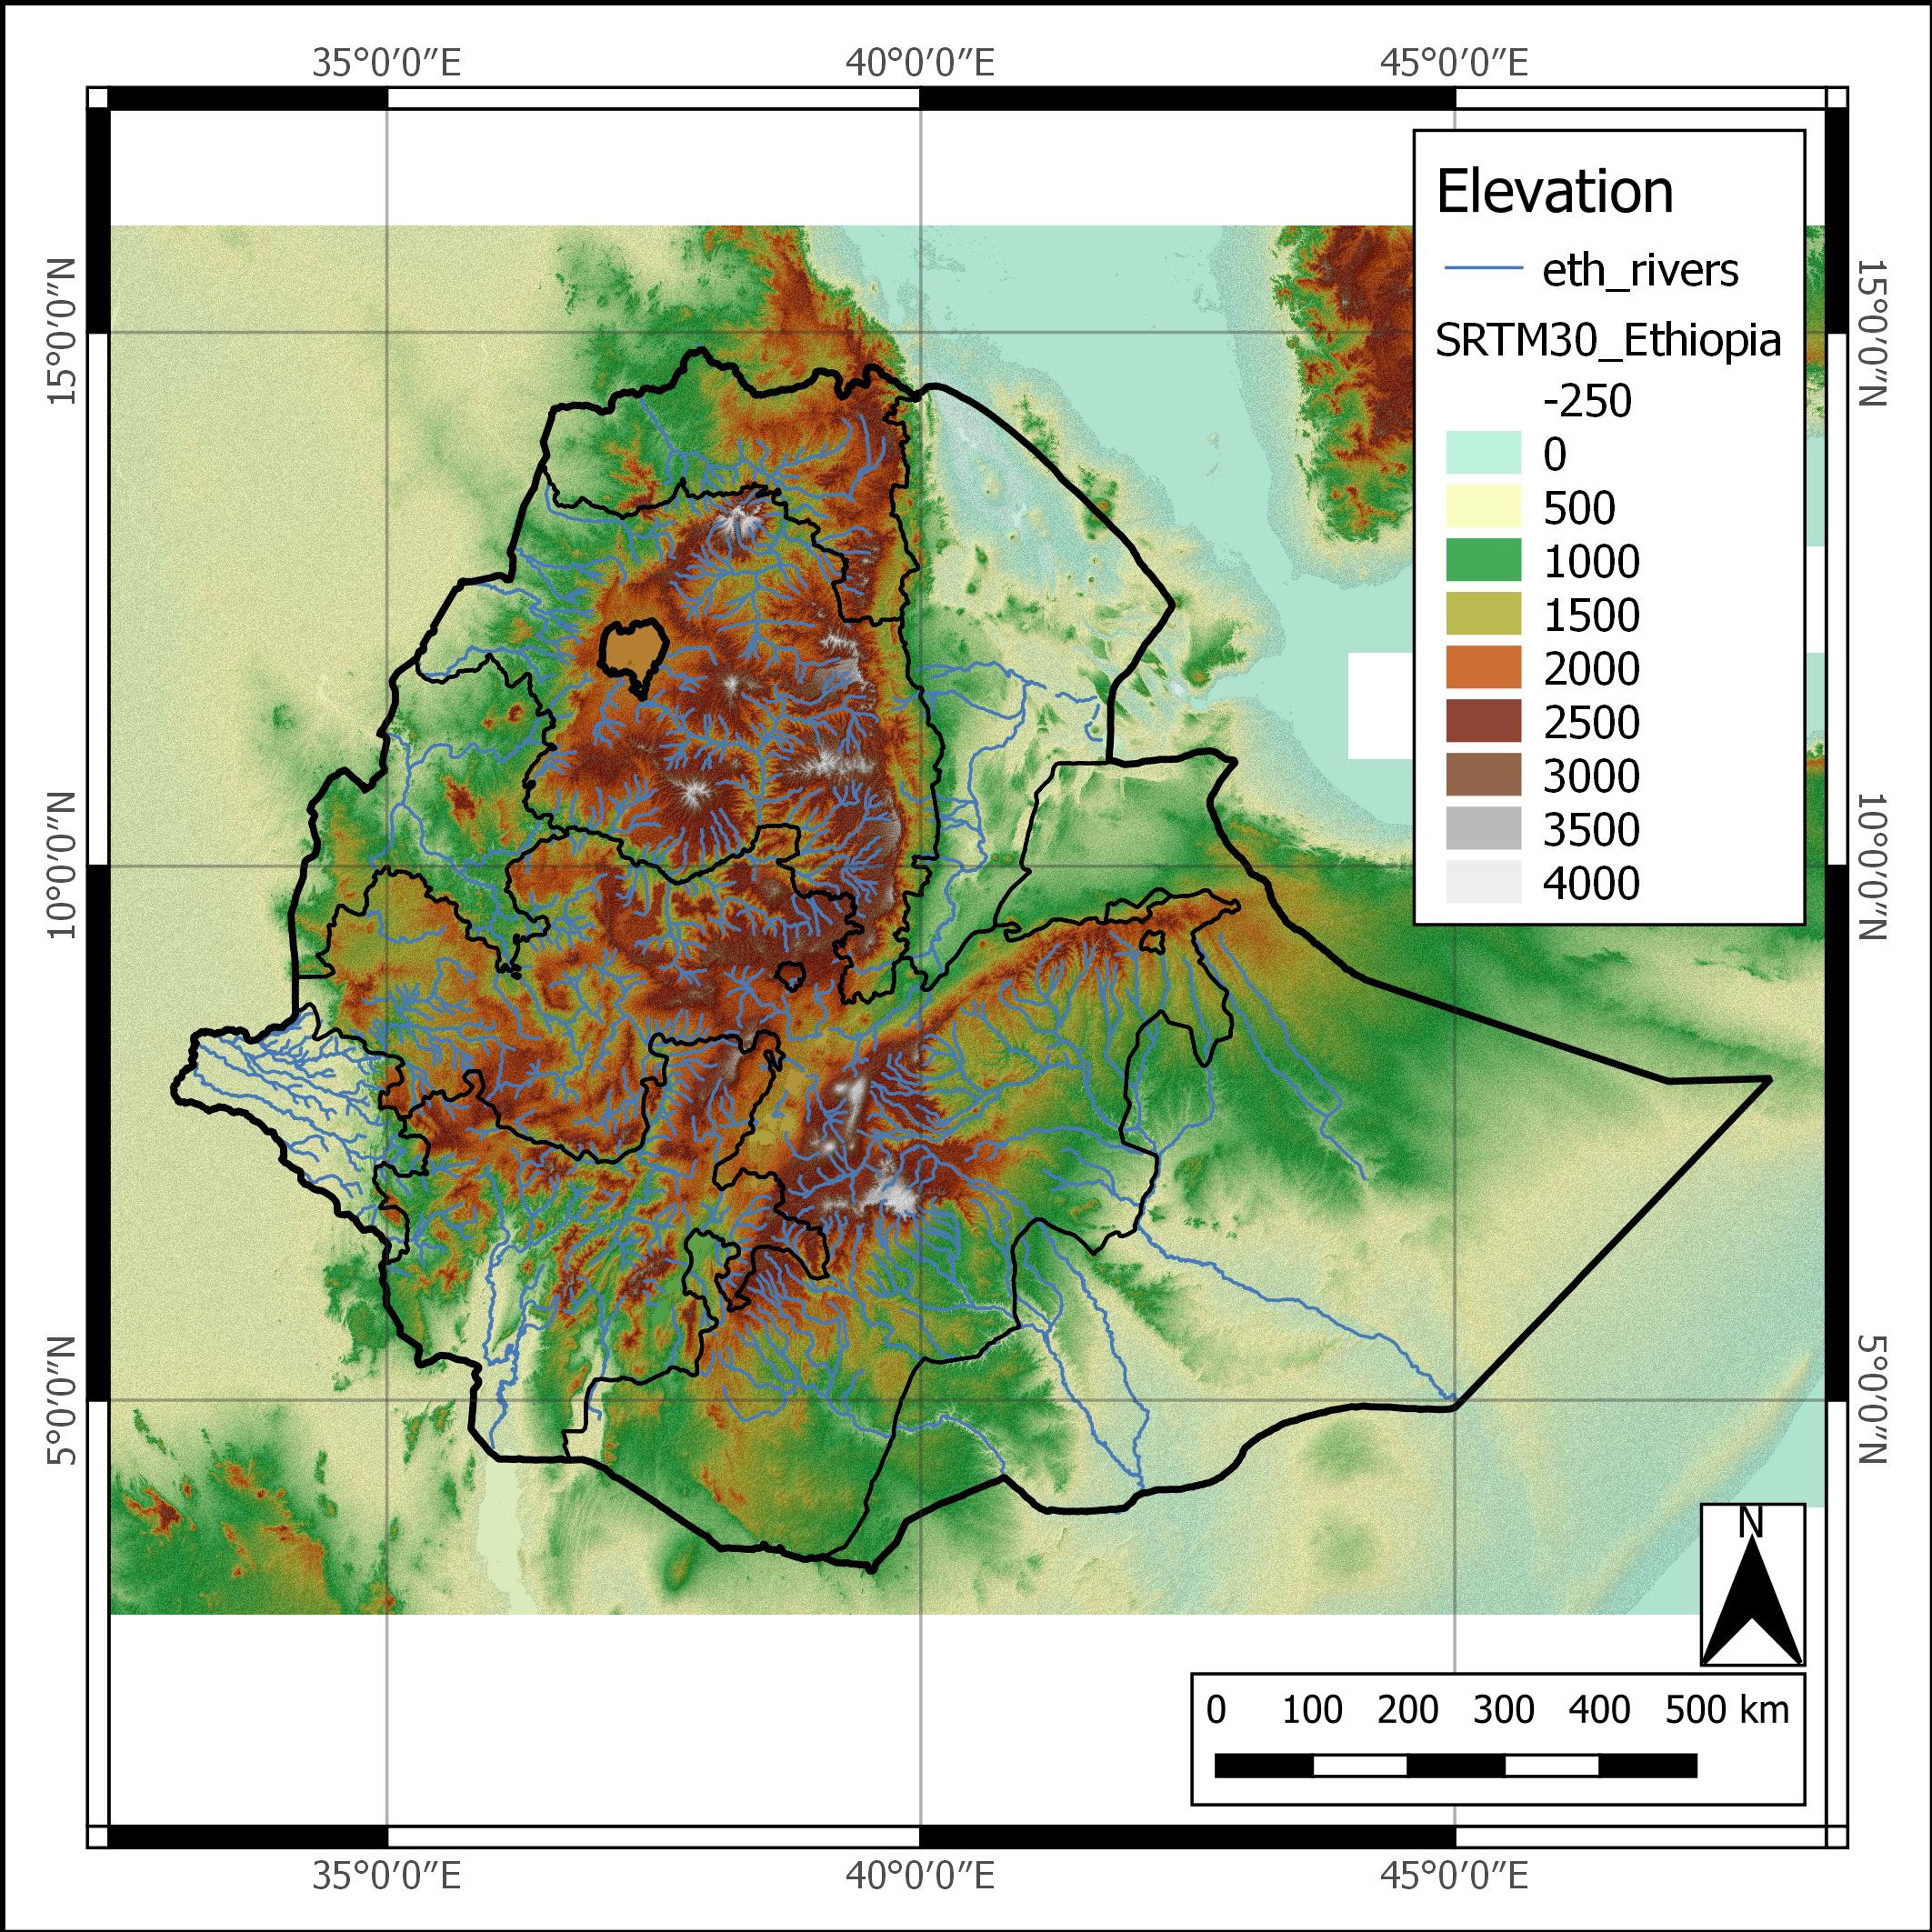 35°0′0″E 40°0′0″E 45°0′0″E
15°0′0″N
10°0′0″N
5°0′0″N
Elevation
eth_rivers
SRTM30_Ethiopia
-250
0
500
1000
1500
2000
2500
3000
3500
4000
15°0′0″N
10°0′0″N
5°0′0″N
N
0 100 200 300 400 500 km
35°0′0″E 40°0′0″E 45°0′0″E